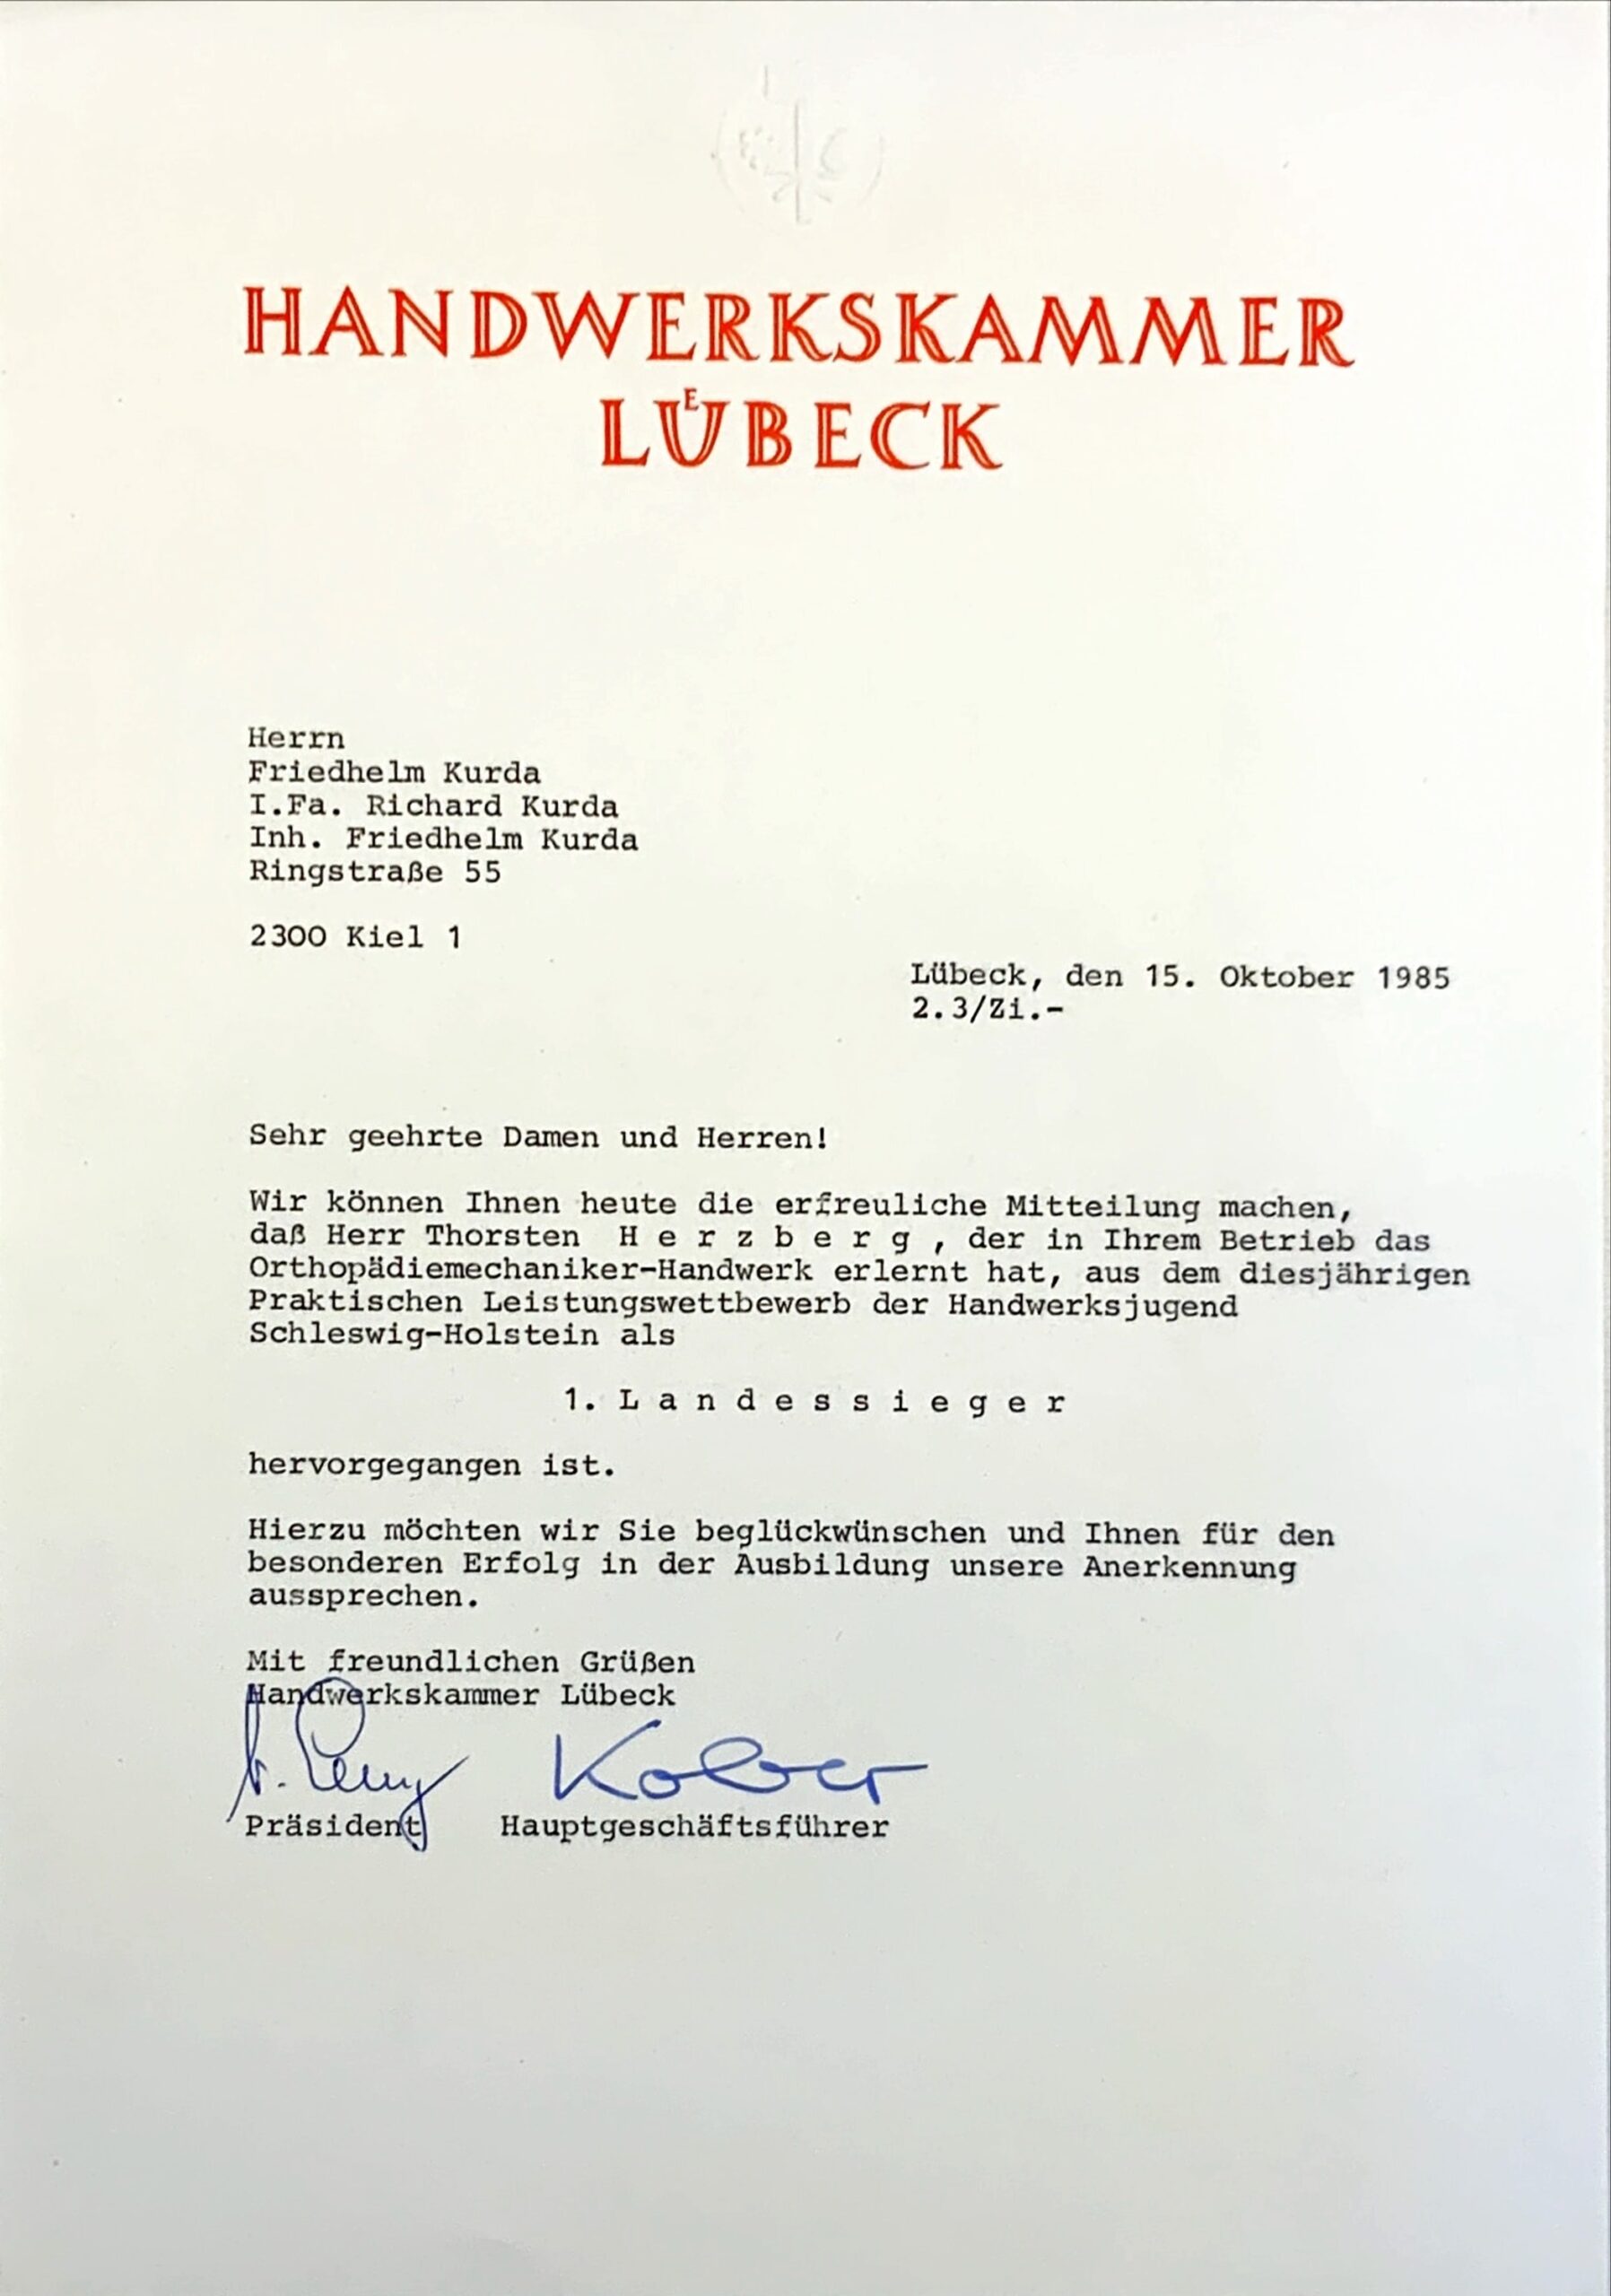 HANDWERKSKAMMER
LÜBECK
Herrn
Friedhelm Kurda
I.Fa. Richard Kurda
Inh. Friedhelm Kurda
Ringstraße 55
2300 Kiel 1
Lübeck, den 15. Oktober 1985
2.3/Zi.-
Sehr geehrte Damen und Herren!
Wir können Ihnen heute die erfreuliche Mitteilung machen,
daß Herr Thorsten H e r z b e r g , der in Ihrem Betrieb das
Orthopädiemechaniker-Handwerk erlernt hat, aus dem diesjährigen
Praktischen Leistungswettbewerb der Handwerksjugend
Schleswig-Holstein als
1. L a n d e s s i e g e r
hervorgegangen ist.
Hierzu möchten wir Sie beglückwünschen und Ihnen für den
besonderen Erfolg in der Ausbildung unsere Anerkennung
aussprechen.
Mit freundlichen Grüßen
Handwerkskammer Lübeck
Präsident Hauptgeschäftsführer